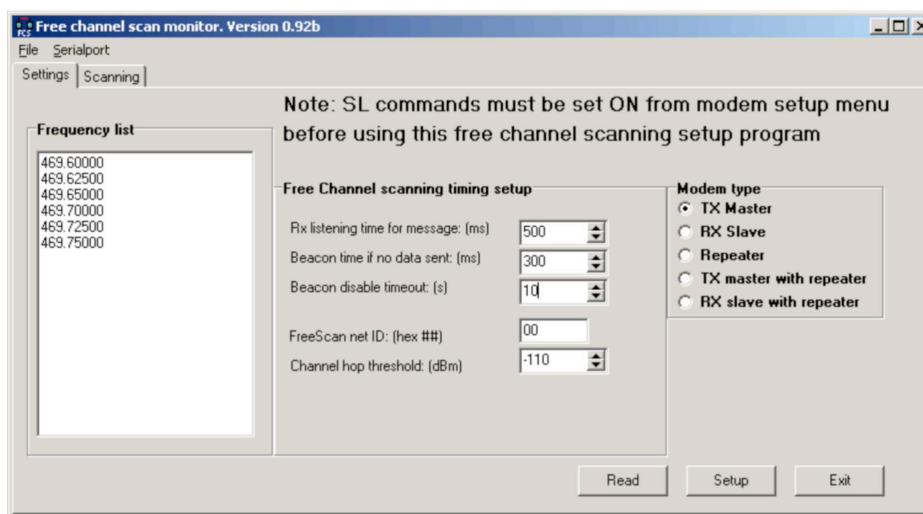 FCS
Free channel scan monitor. Version 0.92b
File Serialport
Settings Scanning
Note: SL commands must be set ON from modem setup menu
before using this free channel scanning setup program
Frequency list
469.60000
469.62500
469.65000
469.70000
469.72500
469.75000
Free Channel scanning timing setup
Rx listening time for message: (ms) 500
Beacon time if no data sent: (ms) 300
Beacon disable timeout: (s) 10
FreeScan net ID: (hex ##) 00
Channel hop threshold: (dBm) -110
Modem type
TX Master
RX Slave
Repeater
TX master with repeater
RX slave with repeater
Read Setup Exit